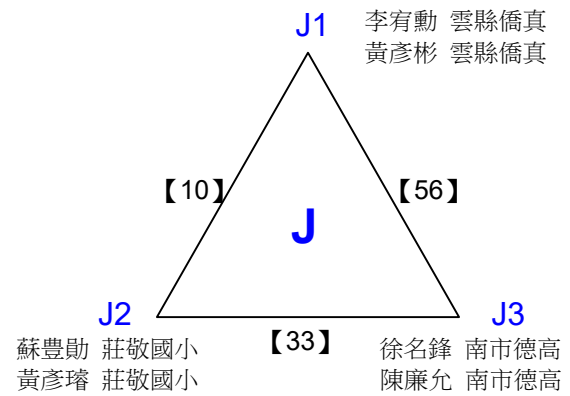 J1
李宥勳 雲縣僑真
黃彥彬 雲縣僑真
【10】
【56】
J
J2
J3
【33】
蘇豊勛 莊敬國小
黃彥璿 莊敬國小
徐名鋒 南市德高
陳廉允 南市德高